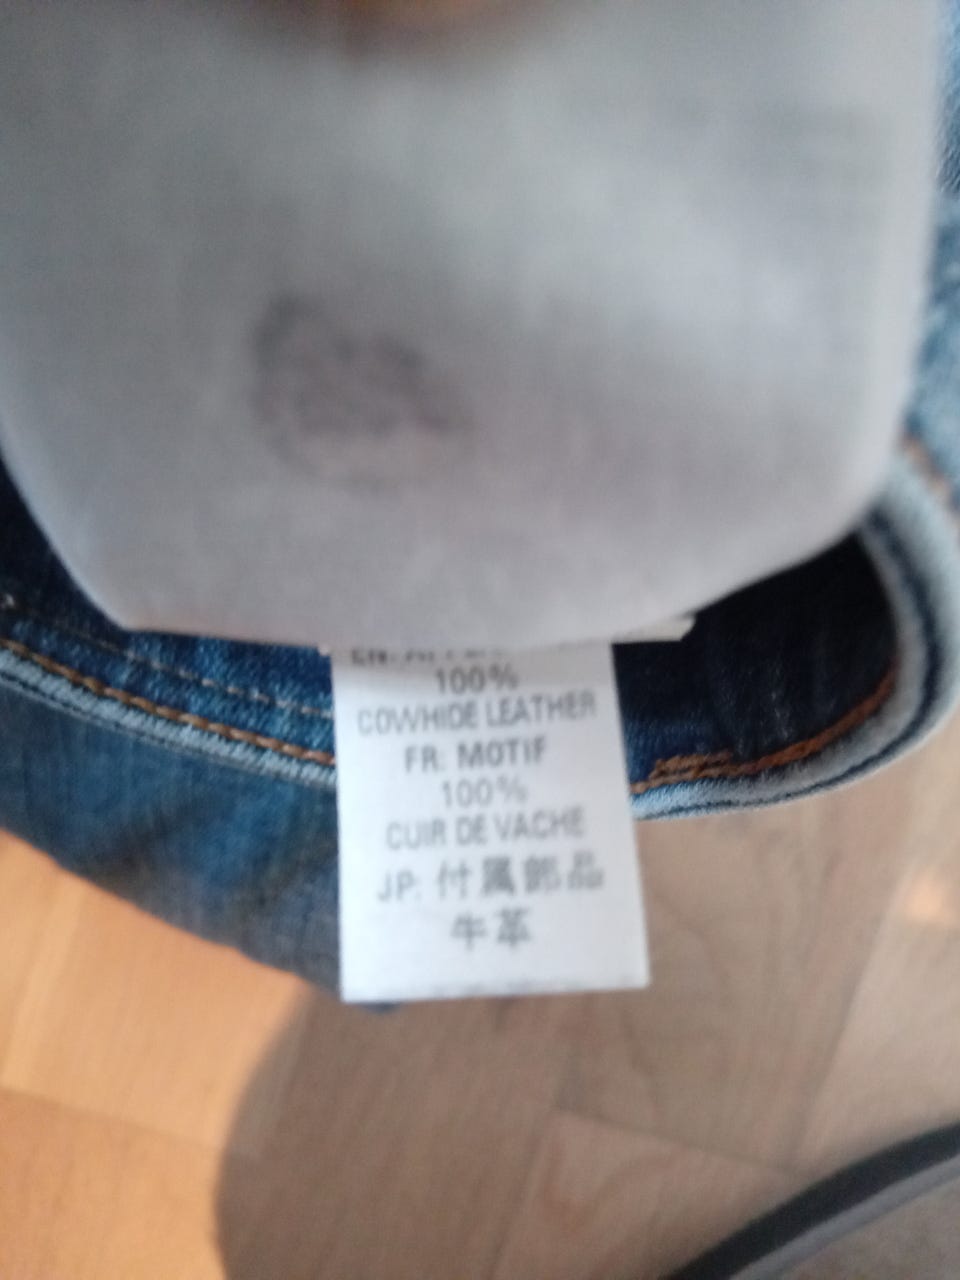 100%
COWHIDE LEATHER
FR: MOTIF
100%
CUIR DE VACHE
JP: 付属部品
牛革